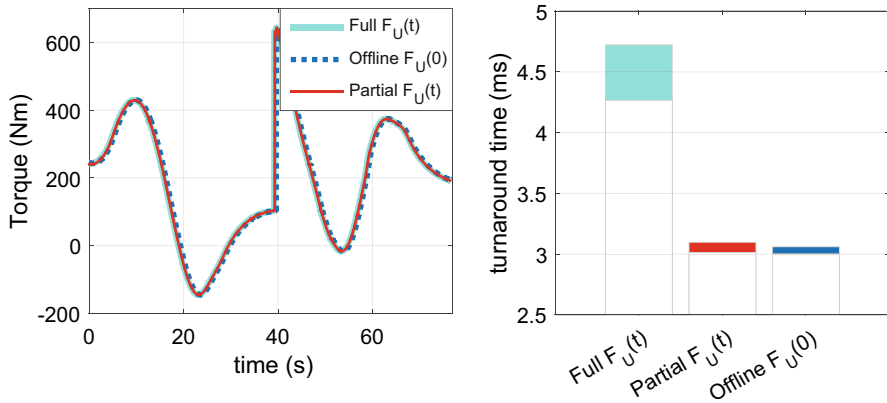 600
400
200
0
-200
Torque (Nm)
0
20
40
60
time (s)
Full F_U(t)
Offline F_U(0)
Partial F_U(t)
5
4.5
4
3.5
3
2.5
turnaround time (ms)
Full F_U(t)
Partial F_U(t)
Offline F_U(0)